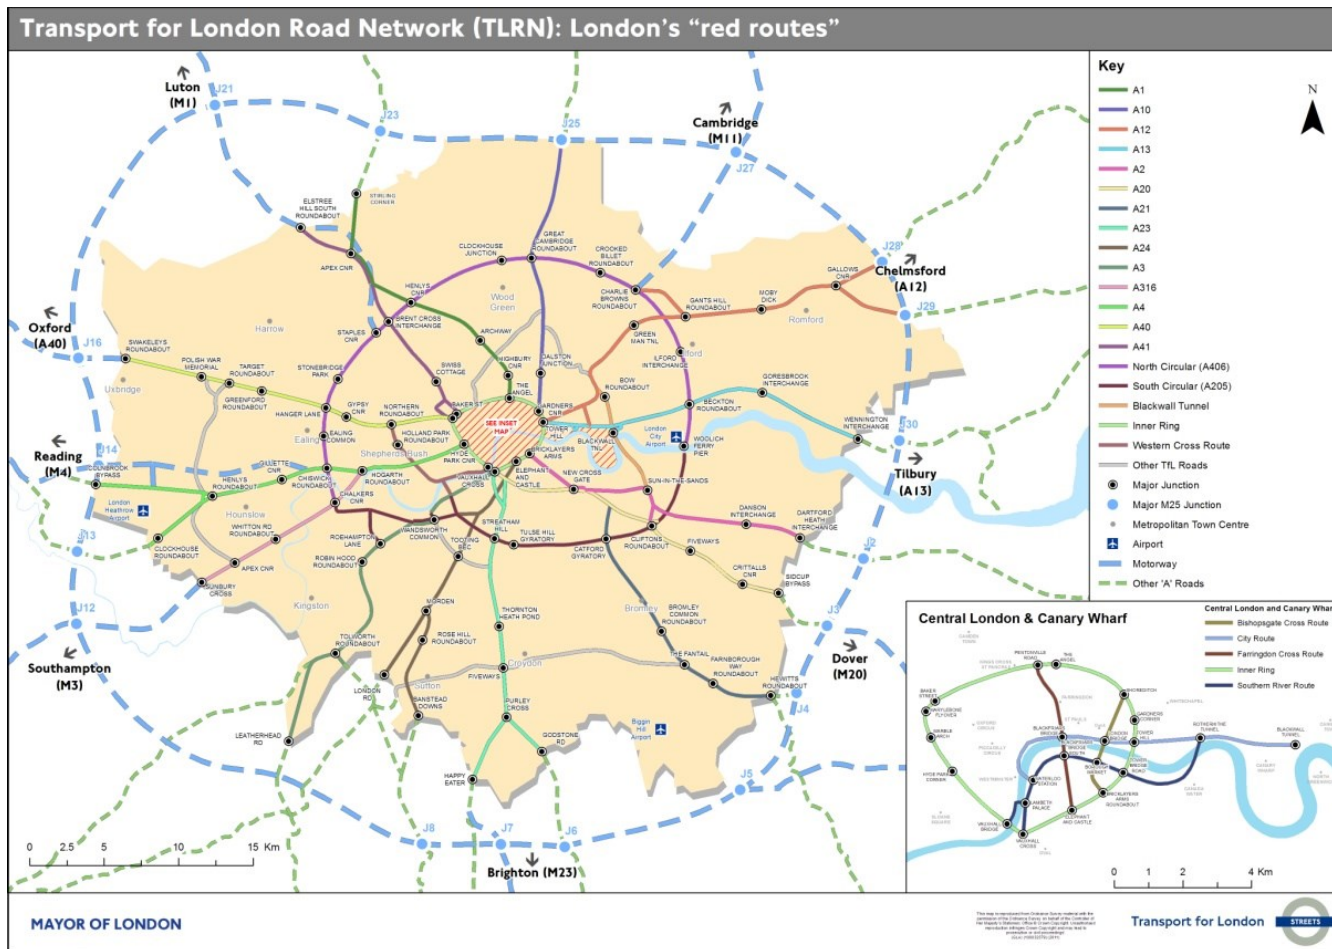 Transport for London Road Network (TLRN): London's “red routes”
Luton
(M1)
J21
J23
J25
Cambridge
(M11)
J27
J28
Chelmsford
(A12)
J29
J30
Tilbury
(A13)
J2
J3
Dover
(M20)
J4
J5
J6
J7
J8
Brighton (M23)
Southampton
(M3)
J12
J13
J14
Reading
(M4)
J16
Oxford
(A40)
STIRLING
CORNER
ELSTREE
HILL SOUTH
ROUNDABOUT
APEX CNR
CLOCKHOUSE
JUNCTION
GREAT
CAMBRIDGE
ROUNDABOUT
CROOKED
BILLET
ROUNDABOUT
CHARLIE
BROWNS
ROUNDABOUT
GANTS HILL
ROUNDABOUT
MOBY
DICK
GALLOWS
CNR
Romford
Wood
Green
Harrow
HENLYS
CNR
BRENT CROSS
INTERCHANGE
STAPLES
CNR
ARCHWAY
HIGHBURY
CNR
DALSTON
JUNCTION
GREEN
MAN TNL
Ilford
ILFORD
INTERCHANGE
BOW
ROUNDABOUT
GORESBROOK
INTERCHANGE
BECKTON
ROUNDABOUT
WENNINGTON
INTERCHANGE
SWAKELEYS
ROUNDABOUT
POLISH WAR
MEMORIAL
TARGET
ROUNDABOUT
GREENFORD
ROUNDABOUT
Uxbridge
STONEBRIDGE
PARK
SWISS
COTTAGE
THE
ANGEL
HANGER LANE
GYPSY
CNR
NORTHERN
ROUNDABOUT
BAKER ST
GARDNERS
CNR
SEE INSET
MAP
TOWER
HILL
Ealing
EALING
COMMON
HOLLAND PARK
ROUNDABOUT
Shepherds Bush
HYDE
PARK CNR
BRICKLAYERS
ARMS
BLACKWALL
TNL
London
City
Airport
WOOLICH
FERRY
PIER
COLNBROOK
BYPASS
London
Heathrow
Airport
HENLYS
ROUNDABOUT
GILLETTE
CNR
CHISWICK
ROUNDABOUT
HOGARTH
ROUNDABOUT
VAUXHALL
CROSS
ELEPHANT
AND
CASTLE
NEW CROSS
GATE
SUN-IN-THE-SANDS
Hounslow
CHALKERS
CNR
WHITTON RD
ROUNDABOUT
CLOCKHOUSE
ROUNDABOUT
APEX CNR
SUNBURY
CROSS
ROEHAMPTON
LANE
ROBIN HOOD
ROUNDABOUT
WANDSWORTH
COMMON
TOOTING
BEC
STREATHAM
HILL
TULSE HILL
GYRATORY
CATFORD
GYRATORY
CLIFTONS
ROUNDABOUT
DANSON
INTERCHANGE
DARTFORD
HEATH
INTERCHANGE
FIVEWAYS
CRITTALLS
CNR
SIDCUP
BYPASS
Kingston
TOLWORTH
ROUNDABOUT
MORDEN
ROSE HILL
ROUNDABOUT
THORNTON
HEATH POND
Bromley
BROMLEY
COMMON
ROUNDABOUT
THE FANTAIL
FARNBOROUGH
WAY
ROUNDABOUT
HEWITTS
ROUNDABOUT
Croydon
FIVEWAYS
Sutton
LONDON
RD
BANSTEAD
DOWNS
PURLEY
CROSS
GODSTONE
RD
HAPPY
EATER
LEATHERHEAD
RD
Biggin
Hill
Airport
0 2.5 5 10 15 Km
Key
A1
A10
A12
A13
A2
A20
A21
A23
A24
A3
A316
A4
A40
A41
North Circular (A406)
South Circular (A205)
Blackwall Tunnel
Inner Ring
Western Cross Route
Other TfL Roads
Major Junction
Major M25 Junction
Metropolitan Town Centre
Airport
Motorway
Other 'A' Roads
N
Central London & Canary Wharf
Central London and Canary Wharf
Bishopsgate Cross Route
City Route
Farringdon Cross Route
Inner Ring
Southern River Route
PENTONVILLE
ROAD
THE
ANGEL
BAKER
STREET
MARYLEBONE
FLYOVER
MARBLE
ARCH
HYDE PARK
CORNER
SHOREDITCH
GARDNERS
CORNER
TOWER
HILL
TOWER
BRIDGE
ROAD
BLACKFRIARS
BRIDGE
BLACKFRIARS
BRIDGE
SOUTH
LONDON
BRIDGE
BOROUGH
MARKET
BRICKLAYERS
ARMS
ROUNDABOUT
ELEPHANT
AND CASTLE
WATERLOO
STATION
LAMBETH
PALACE
VAUXHALL
BRIDGE
VAUXHALL
CROSS
ROTHERHITHE
TUNNEL
BLACKWALL
TUNNEL
0 1 2 4 Km
MAYOR OF LONDON
Transport for London
STREETS